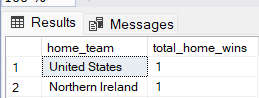 Results Messages
home_team total_home_wins
1 United States 1
2 Northern Ireland 1